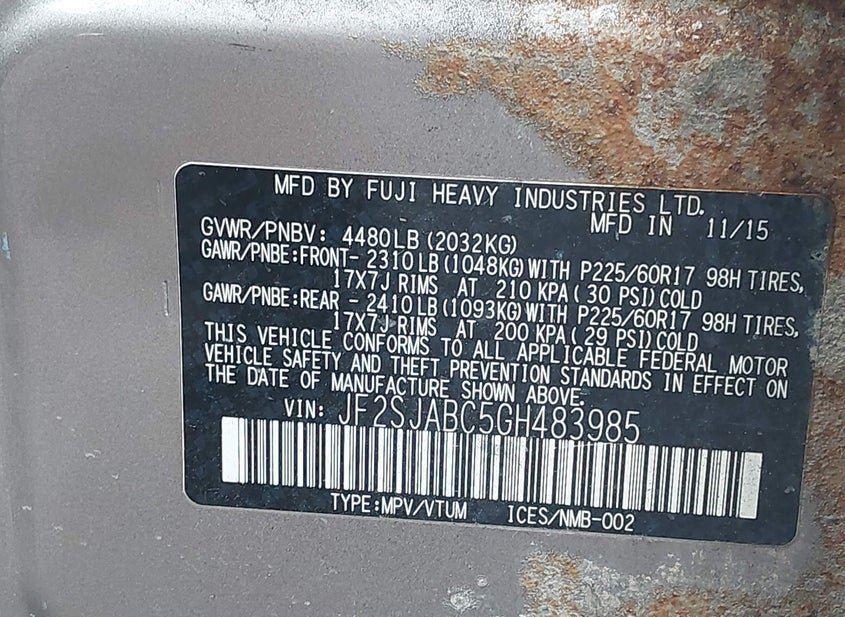 MFD BY FUJI HEAVY INDUSTRIES LTD.
MFD IN 11/15
GVWR/PNBV: 4480LB (2032KG)
GAWR/PNBE:FRONT- 2310LB (1048KG)WITH P225/60R17 98H TIRES,
17X7J RIMS AT 210 KPA( 30 PSI)COLD
GAWR/PNBE:REAR - 2410LB (1093KG)WITH P225/60R17 98H TIRES,
17X7J RIMS AT 200 KPA( 29 PSI)COLD
THIS VEHICLE CONFORMS TO ALL APPLICABLE FEDERAL MOTOR
VEHICLE SAFETY AND THEFT PREVENTION STANDARDS IN EFFECT ON
THE DATE OF MANUFACTURE SHOWN ABOVE.
VIN: JF2SJABC5GH483985
TYPE:MPV/VTUM ICES/NMB-002